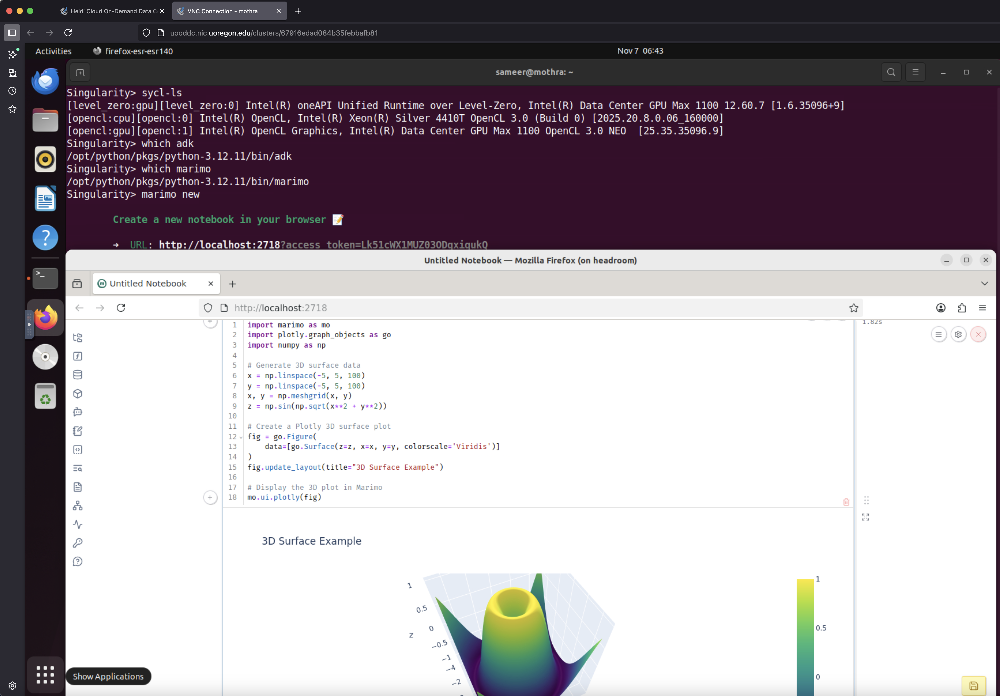 Heidi Cloud On-Demand Data C
VNC Connection - mothra
uooddc.nic.uoregon.edu/clusters/67916edad084b35febbafb81
Activities
firefox-esr-esr140
Nov 7 06:43
sameer@mothra: ~
Singularity> sycl-ls
[level_zero:gpu][level_zero:0] Intel(R) oneAPI Unified Runtime over Level-Zero, Intel(R) Data Center GPU Max 1100 12.60.7 [1.6.35096+9]
[opencl:cpu][opencl:0] Intel(R) OpenCL, Intel(R) Xeon(R) Silver 4410T OpenCL 3.0 (Build 0) [2025.20.8.0.06_160000]
[opencl:gpu][opencl:1] Intel(R) OpenCL Graphics, Intel(R) Data Center GPU Max 1100 OpenCL 3.0 NEO  [25.35.35096.9]
Singularity> which adk
/opt/python/pkgs/python-3.12.11/bin/adk
Singularity> which marimo
/opt/python/pkgs/python-3.12.11/bin/marimo
Singularity> marimo new
Create a new notebook in your browser 📝
➜ URL: http://localhost:2718?access_token=Lk51cWX1MUZ03ODqxiqukQ
Untitled Notebook — Mozilla Firefox (on headroom)
Untitled Notebook
http://localhost:2718
1.82s
1 import marimo as mo
2 import plotly.graph_objects as go
3 import numpy as np
4
5 # Generate 3D surface data
6 x = np.linspace(-5, 5, 100)
7 y = np.linspace(-5, 5, 100)
8 x, y = np.meshgrid(x, y)
9 z = np.sin(np.sqrt(x**2 + y**2))
10
11 # Create a Plotly 3D surface plot
12 fig = go.Figure(
13     data=[go.Surface(z=z, x=x, y=y, colorscale='Viridis')]
14 )
15 fig.update_layout(title="3D Surface Example")
16
17 # Display the 3D plot in Marimo
18 mo.ui.plotly(fig)
3D Surface Example
1
0.5
0
−0.5
−1
z
−4
−2
1
0.5
0
Show Applications